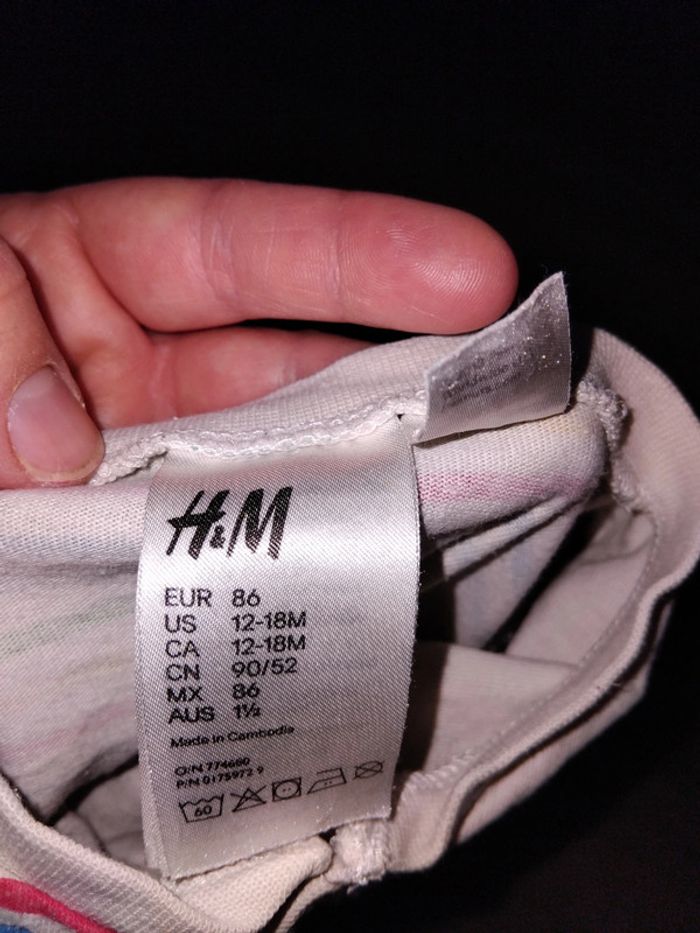 H&M
EUR 86
US 12-18M
CA 12-18M
CN 90/52
MX 86
AUS 1½
Made in Cambodia
O/N 774660
P/N 0175972 9
60